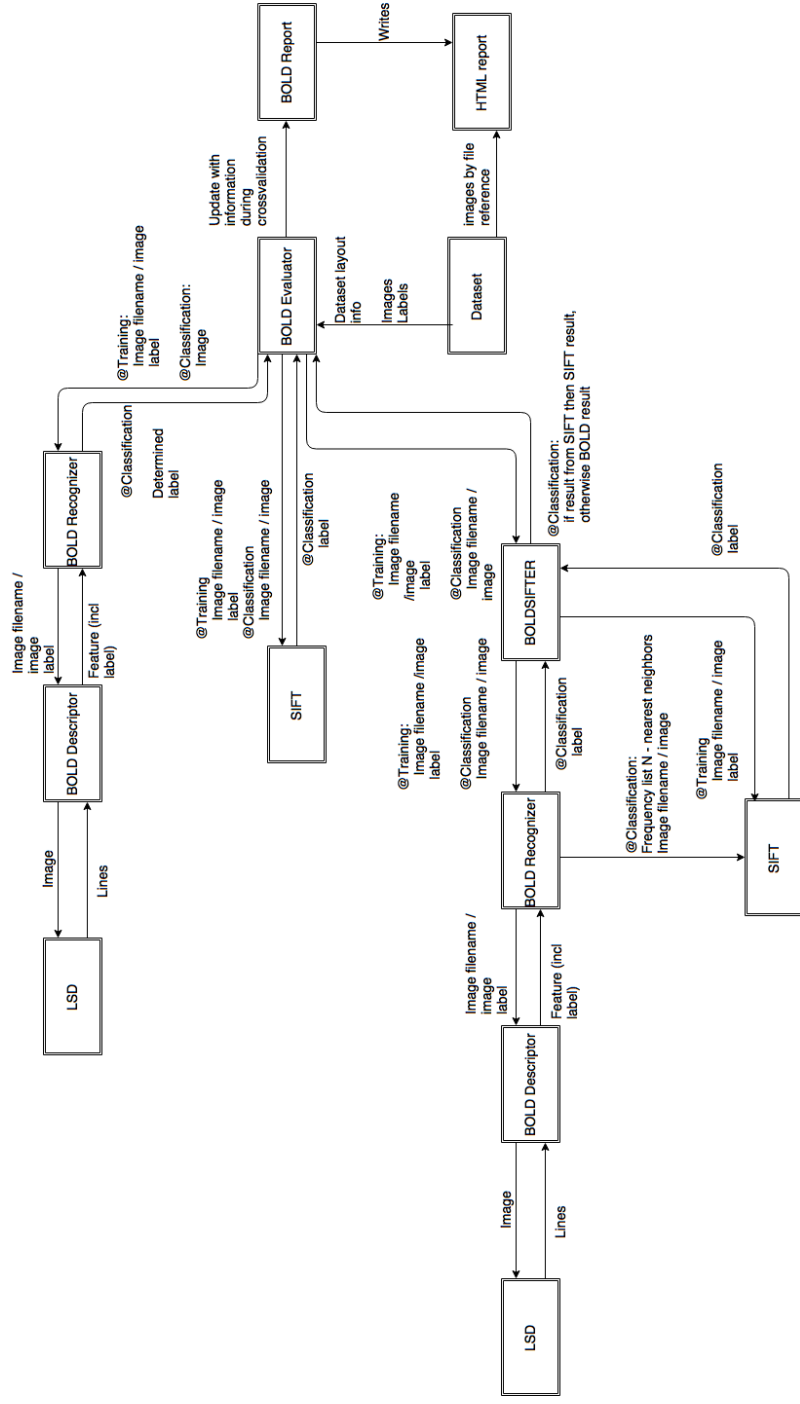 LSD
Image
Lines
BOLD Descriptor
Image filename /
image
label
Feature (incl
label)
BOLD Recognizer
@Training:
Image filename / image
label
@Classification:
Image
@Classification
Determined
label
@Training
Image filename / image
label
@Classification
Image filename / image
SIFT
@Classification
label
BOLD Evaluator
Update with
information
during
crossvalidation
BOLD Report
Writes
Dataset layout
info
Images
Labels
Dataset
images by file
reference
HTML report
@Training:
Image filename
/image
label
@Classification
Image filename /
image
@Training:
Image filename /image
label
@Classification
Image filename / image
LSD
Image
Lines
BOLD Descriptor
Image filename /
image
label
Feature (incl
label)
BOLD Recognizer
@Classification
label
BOLDSIFTER
@Classification:
if result from SIFT then SIFT result,
otherwise BOLD result
@Classification:
Frequency list N - nearest neighbors
Image filename / image
@Training
Image filename / image
label
@Classification
label
SIFT